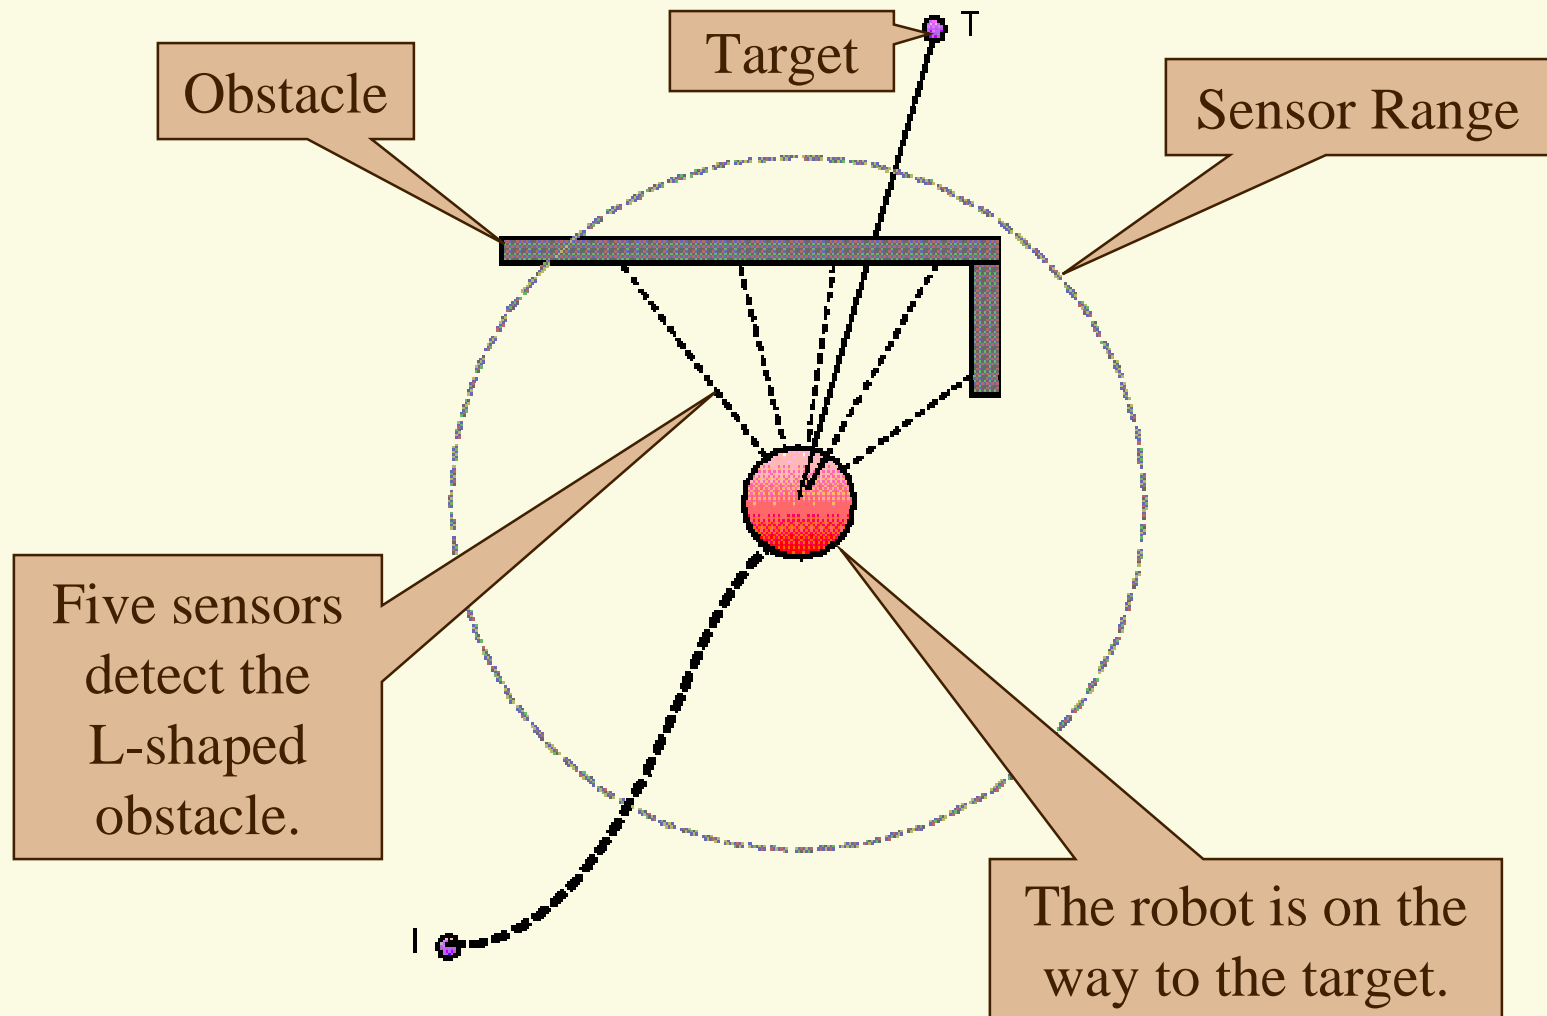 Target
T
Obstacle
Sensor Range
Five sensors
detect the
L-shaped
obstacle.
I
The robot is on the
way to the target.